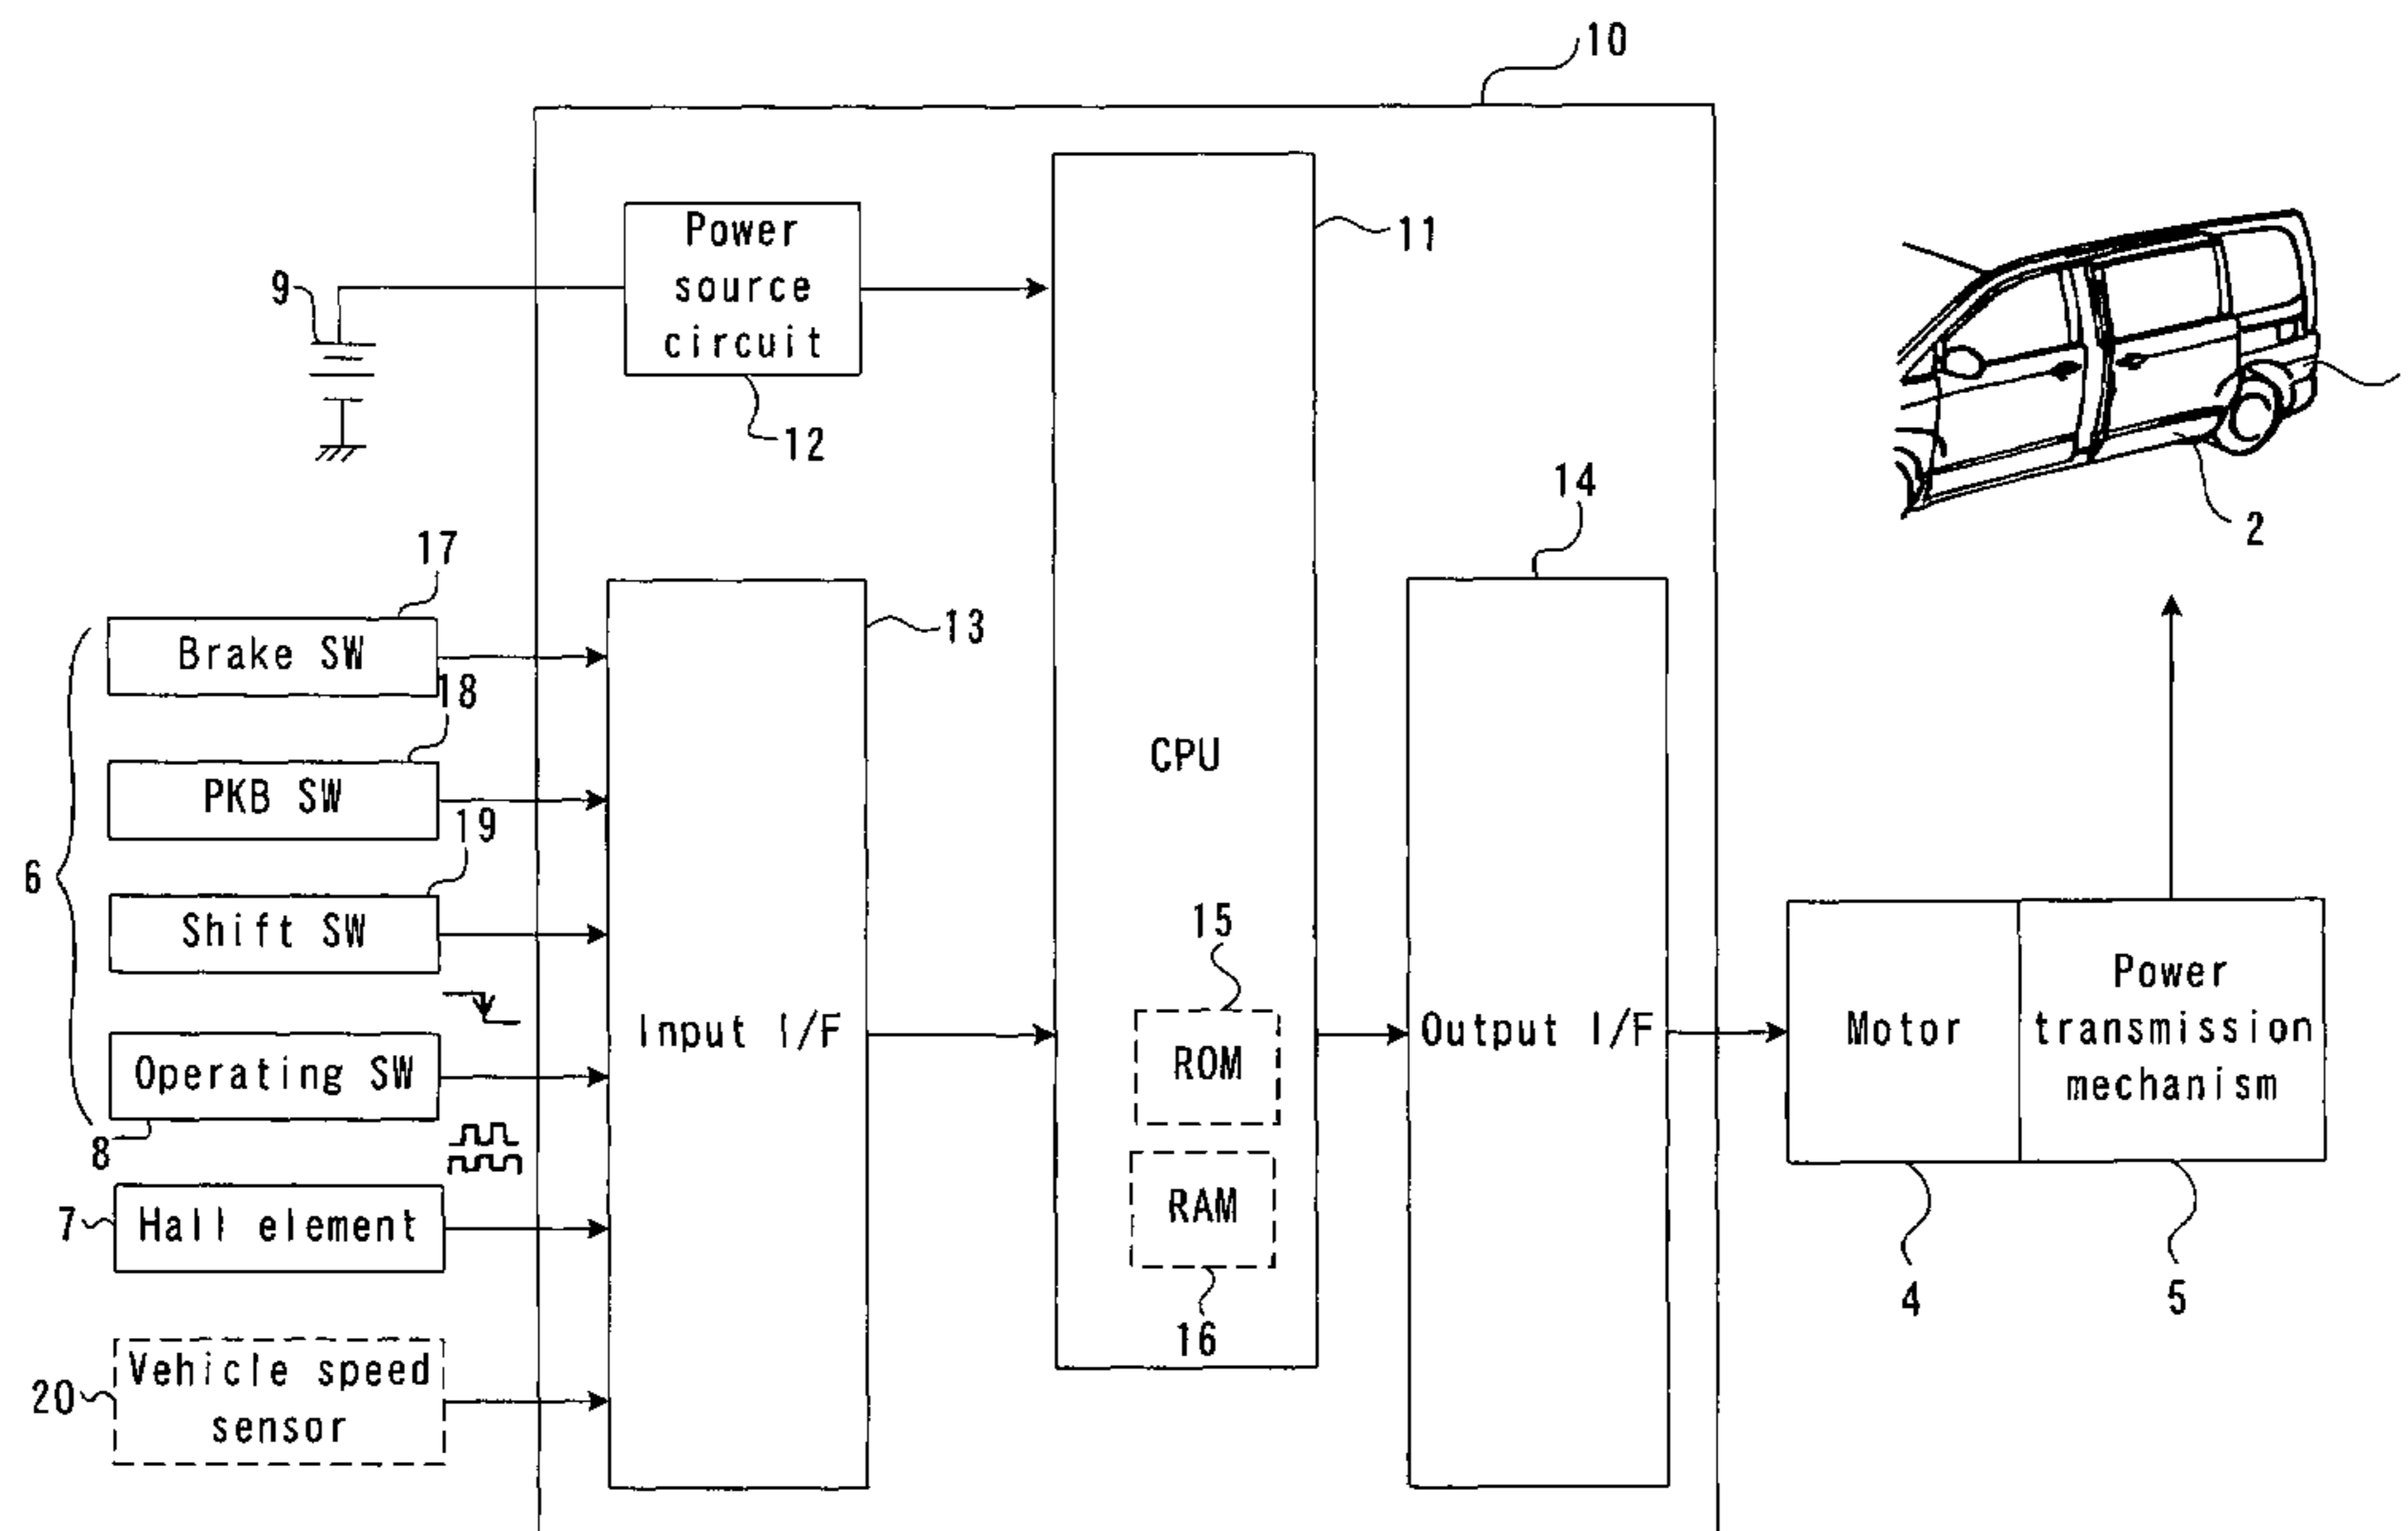 10
Power
source
circuit
9
11
12
14
2
17
13
Brake SW
18
PKB SW
CPU
19
6
Shift SW
15
Input I/F
Output I/F
Motor
Power
transmission
mechanism
Operating SW
ROM
8
RAM
7
Hall element
4
5
16
20
Vehicle speed
sensor